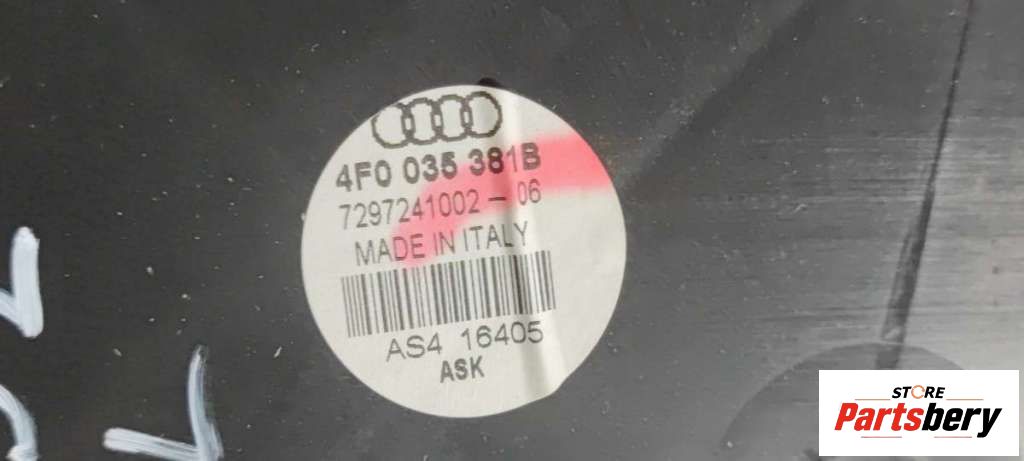 4F0 035 381B
7297241002 - 06
MADE IN ITALY
AS4 16405
ASK
STORE
Partsbery